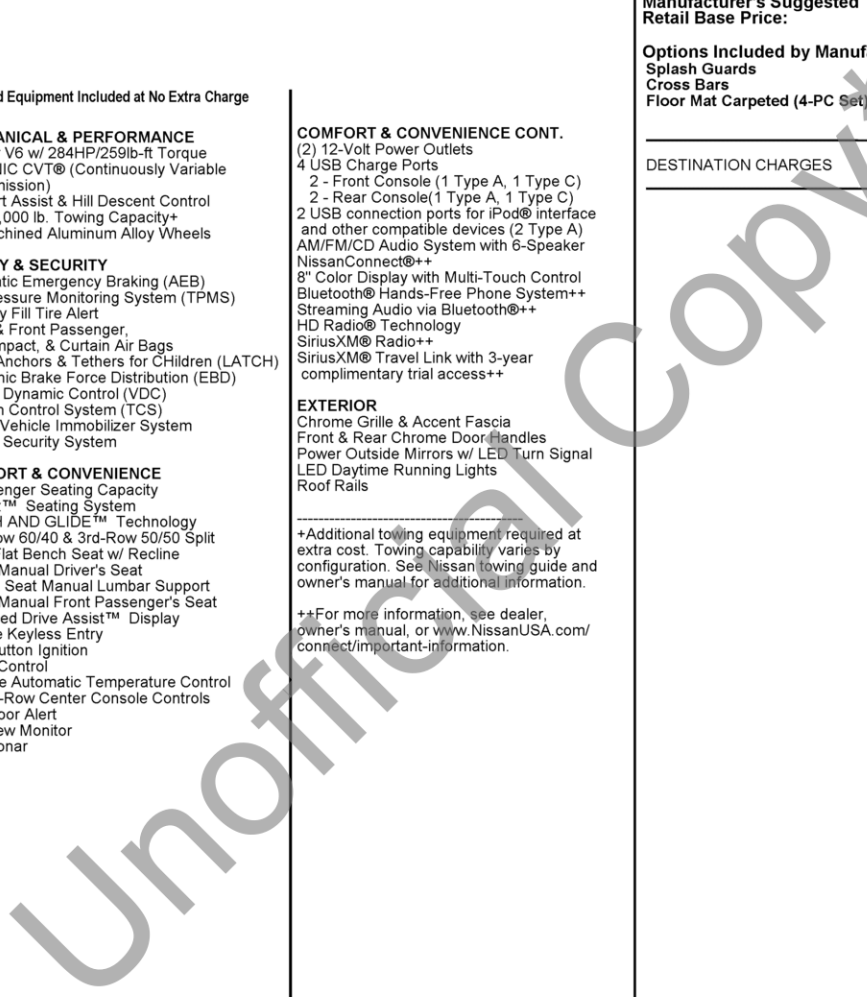 d Equipment Included at No Extra Charge
ANICAL & PERFORMANCE
V6 w/ 284HP/259lb-ft Torque
NIC CVT® (Continuously Variable
mission)
rt Assist & Hill Descent Control
,000 lb. Towing Capacity+
chined Aluminum Alloy Wheels
Y & SECURITY
atic Emergency Braking (AEB)
essure Monitoring System (TPMS)
y Fill Tire Alert
& Front Passenger,
mpact, & Curtain Air Bags
Anchors & Tethers for CHildren (LATCH)
nic Brake Force Distribution (EBD)
Dynamic Control (VDC)
n Control System (TCS)
Vehicle Immobilizer System
Security System
ORT & CONVENIENCE
enger Seating Capacity
t™ Seating System
H AND GLIDE™ Technology
ow 60/40 & 3rd-Row 50/50 Split
Flat Bench Seat w/ Recline
Manual Driver's Seat
Seat Manual Lumbar Support
Manual Front Passenger's Seat
ed Drive Assist™ Display
e Keyless Entry
utton Ignition
Control
e Automatic Temperature Control
-Row Center Console Controls
oor Alert
ew Monitor
onar
COMFORT & CONVENIENCE CONT.
(2) 12-Volt Power Outlets
4 USB Charge Ports
2 - Front Console (1 Type A, 1 Type C)
2 - Rear Console(1 Type A, 1 Type C)
2 USB connection ports for iPod® interface
and other compatible devices (2 Type A)
AM/FM/CD Audio System with 6-Speaker
NissanConnect®++
8" Color Display with Multi-Touch Control
Bluetooth® Hands-Free Phone System++
Streaming Audio via Bluetooth®++
HD Radio® Technology
SiriusXM® Radio++
SiriusXM® Travel Link with 3-year
complimentary trial access++
EXTERIOR
Chrome Grille & Accent Fascia
Front & Rear Chrome Door Handles
Power Outside Mirrors w/ LED Turn Signal
LED Daytime Running Lights
Roof Rails
+Additional towing equipment required at
extra cost. Towing capability varies by
configuration. See Nissan towing guide and
owner's manual for additional information.
++For more information, see dealer,
owner's manual, or www.NissanUSA.com/
connect/important-information.
Manufacturer's Suggested
Retail Base Price:
Options Included by Manuf
Splash Guards
Cross Bars
Floor Mat Carpeted (4-PC Set)
DESTINATION CHARGES
Unofficial Copy